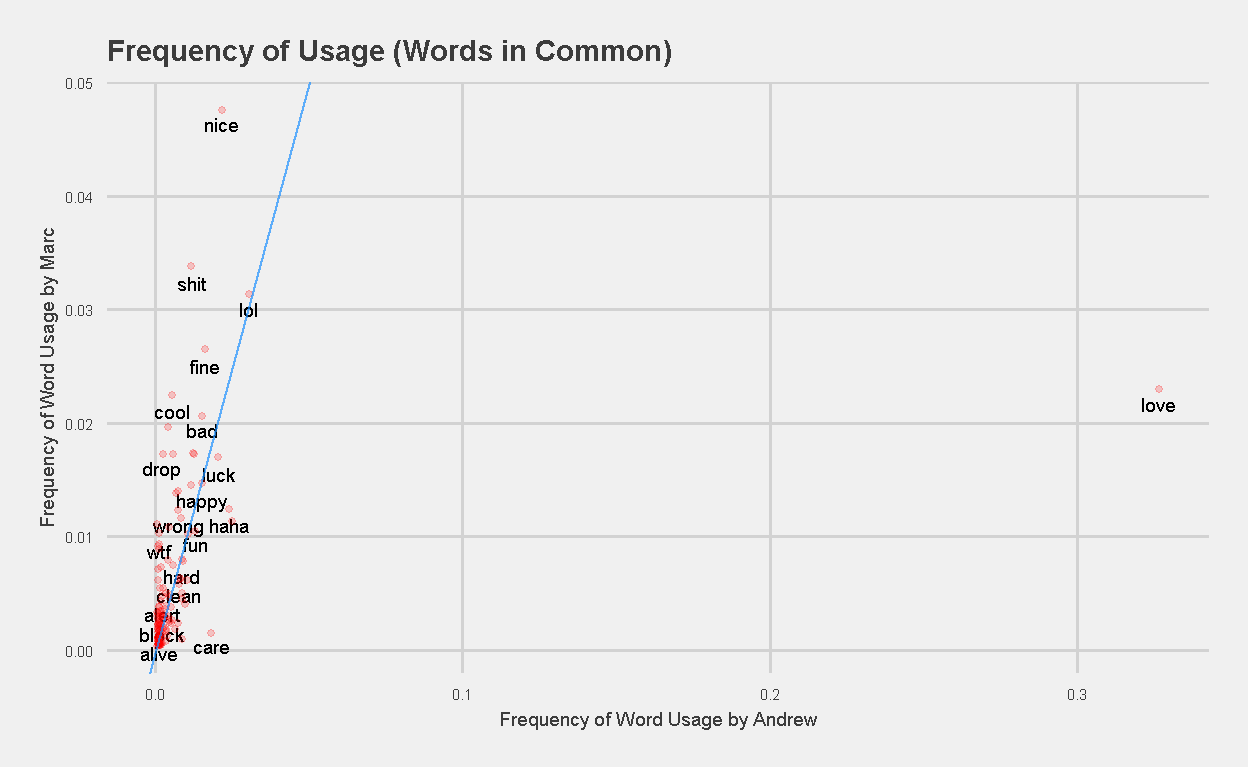 Frequency of Usage (Words in Common)
0.05
nice
0.04
shit
0.03
lol
fine
love
cool
0.02
bad
drop
luck
happy
wrong haha
0.01
fun
wtf
hard
clean
alert
block
care
0.00
alive
0.0 0.1 0.2 0.3
Frequency of Word Usage by Andrew
Frequency of Word Usage by Marc